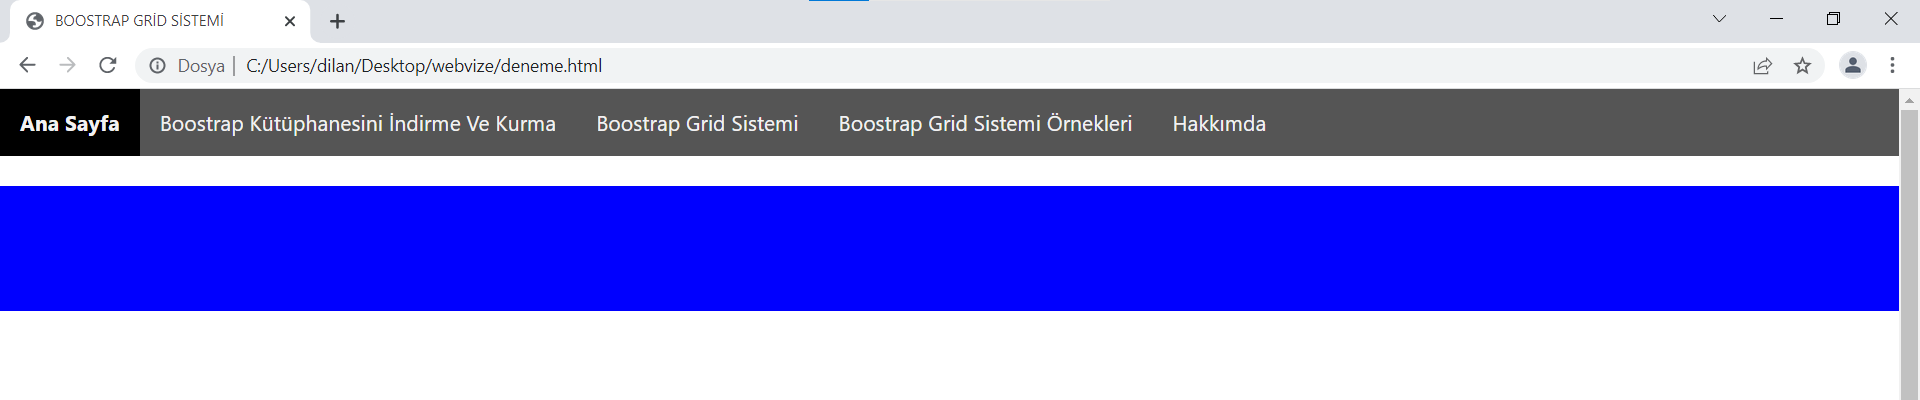 BOOSTRAP GRİD SİSTEMİ
Dosya | C:/Users/dilan/Desktop/webvize/deneme.html
Ana Sayfa Boostrap Kütüphanesini İndirme Ve Kurma Boostrap Grid Sistemi Boostrap Grid Sistemi Örnekleri Hakkımda